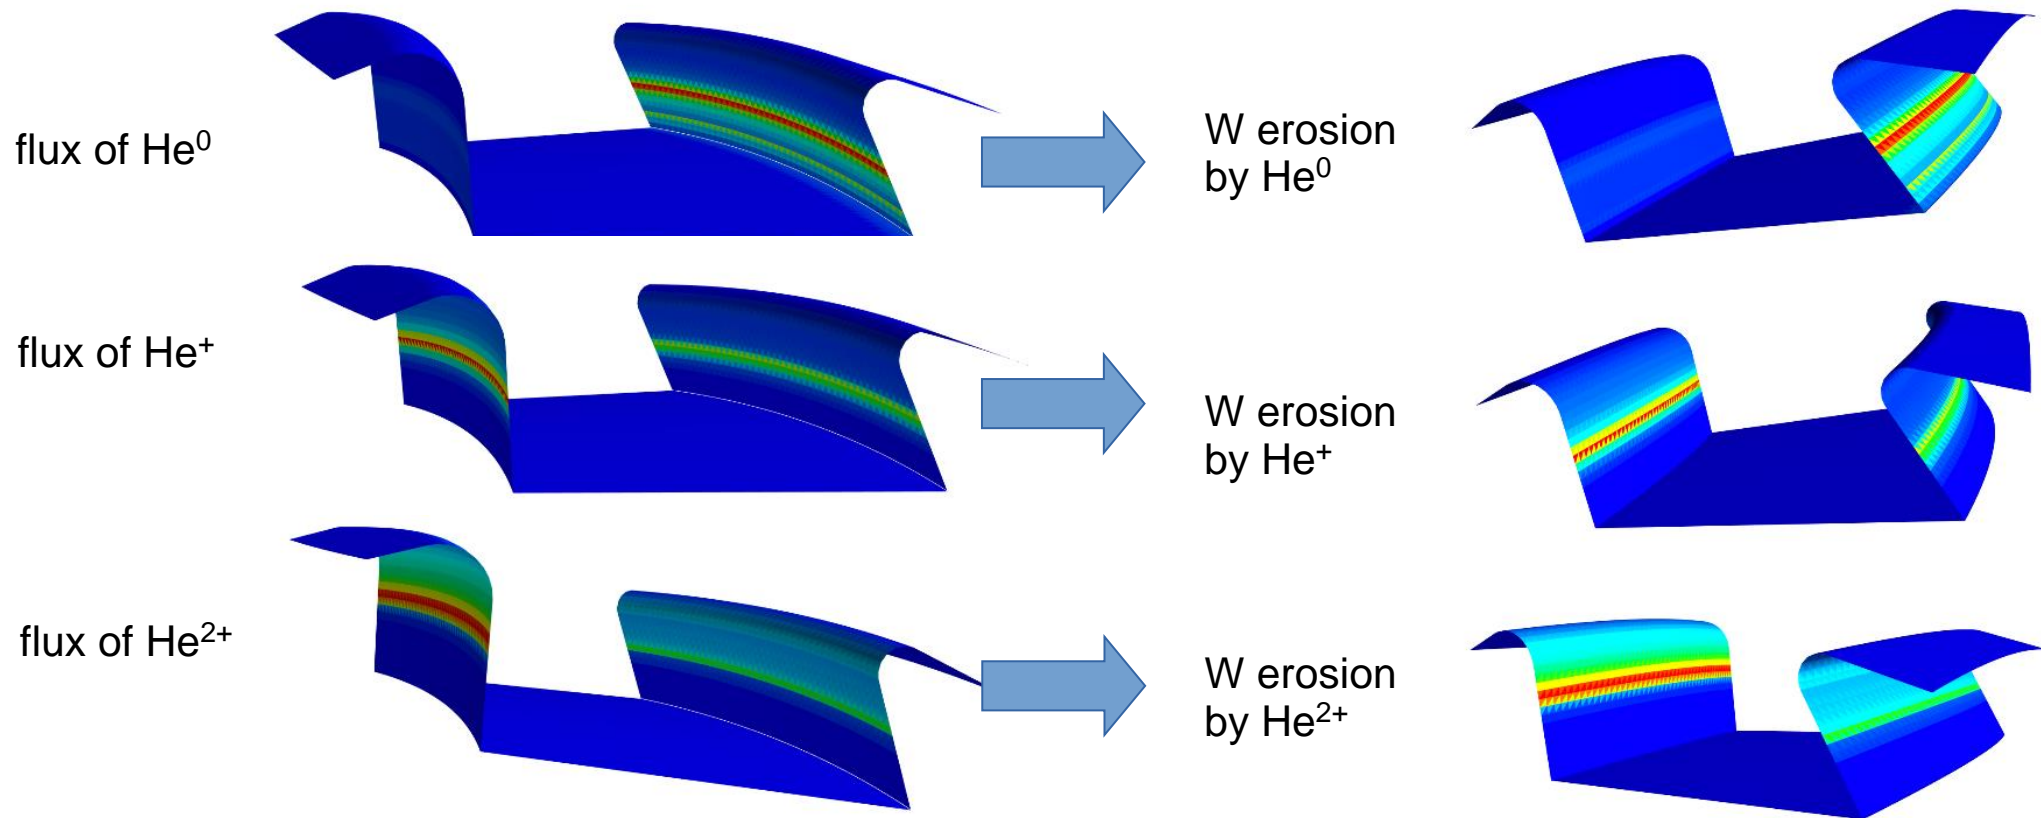 flux of He⁰
W erosion
by He⁰
flux of He⁺
W erosion
by He⁺
flux of He²⁺
W erosion
by He²⁺